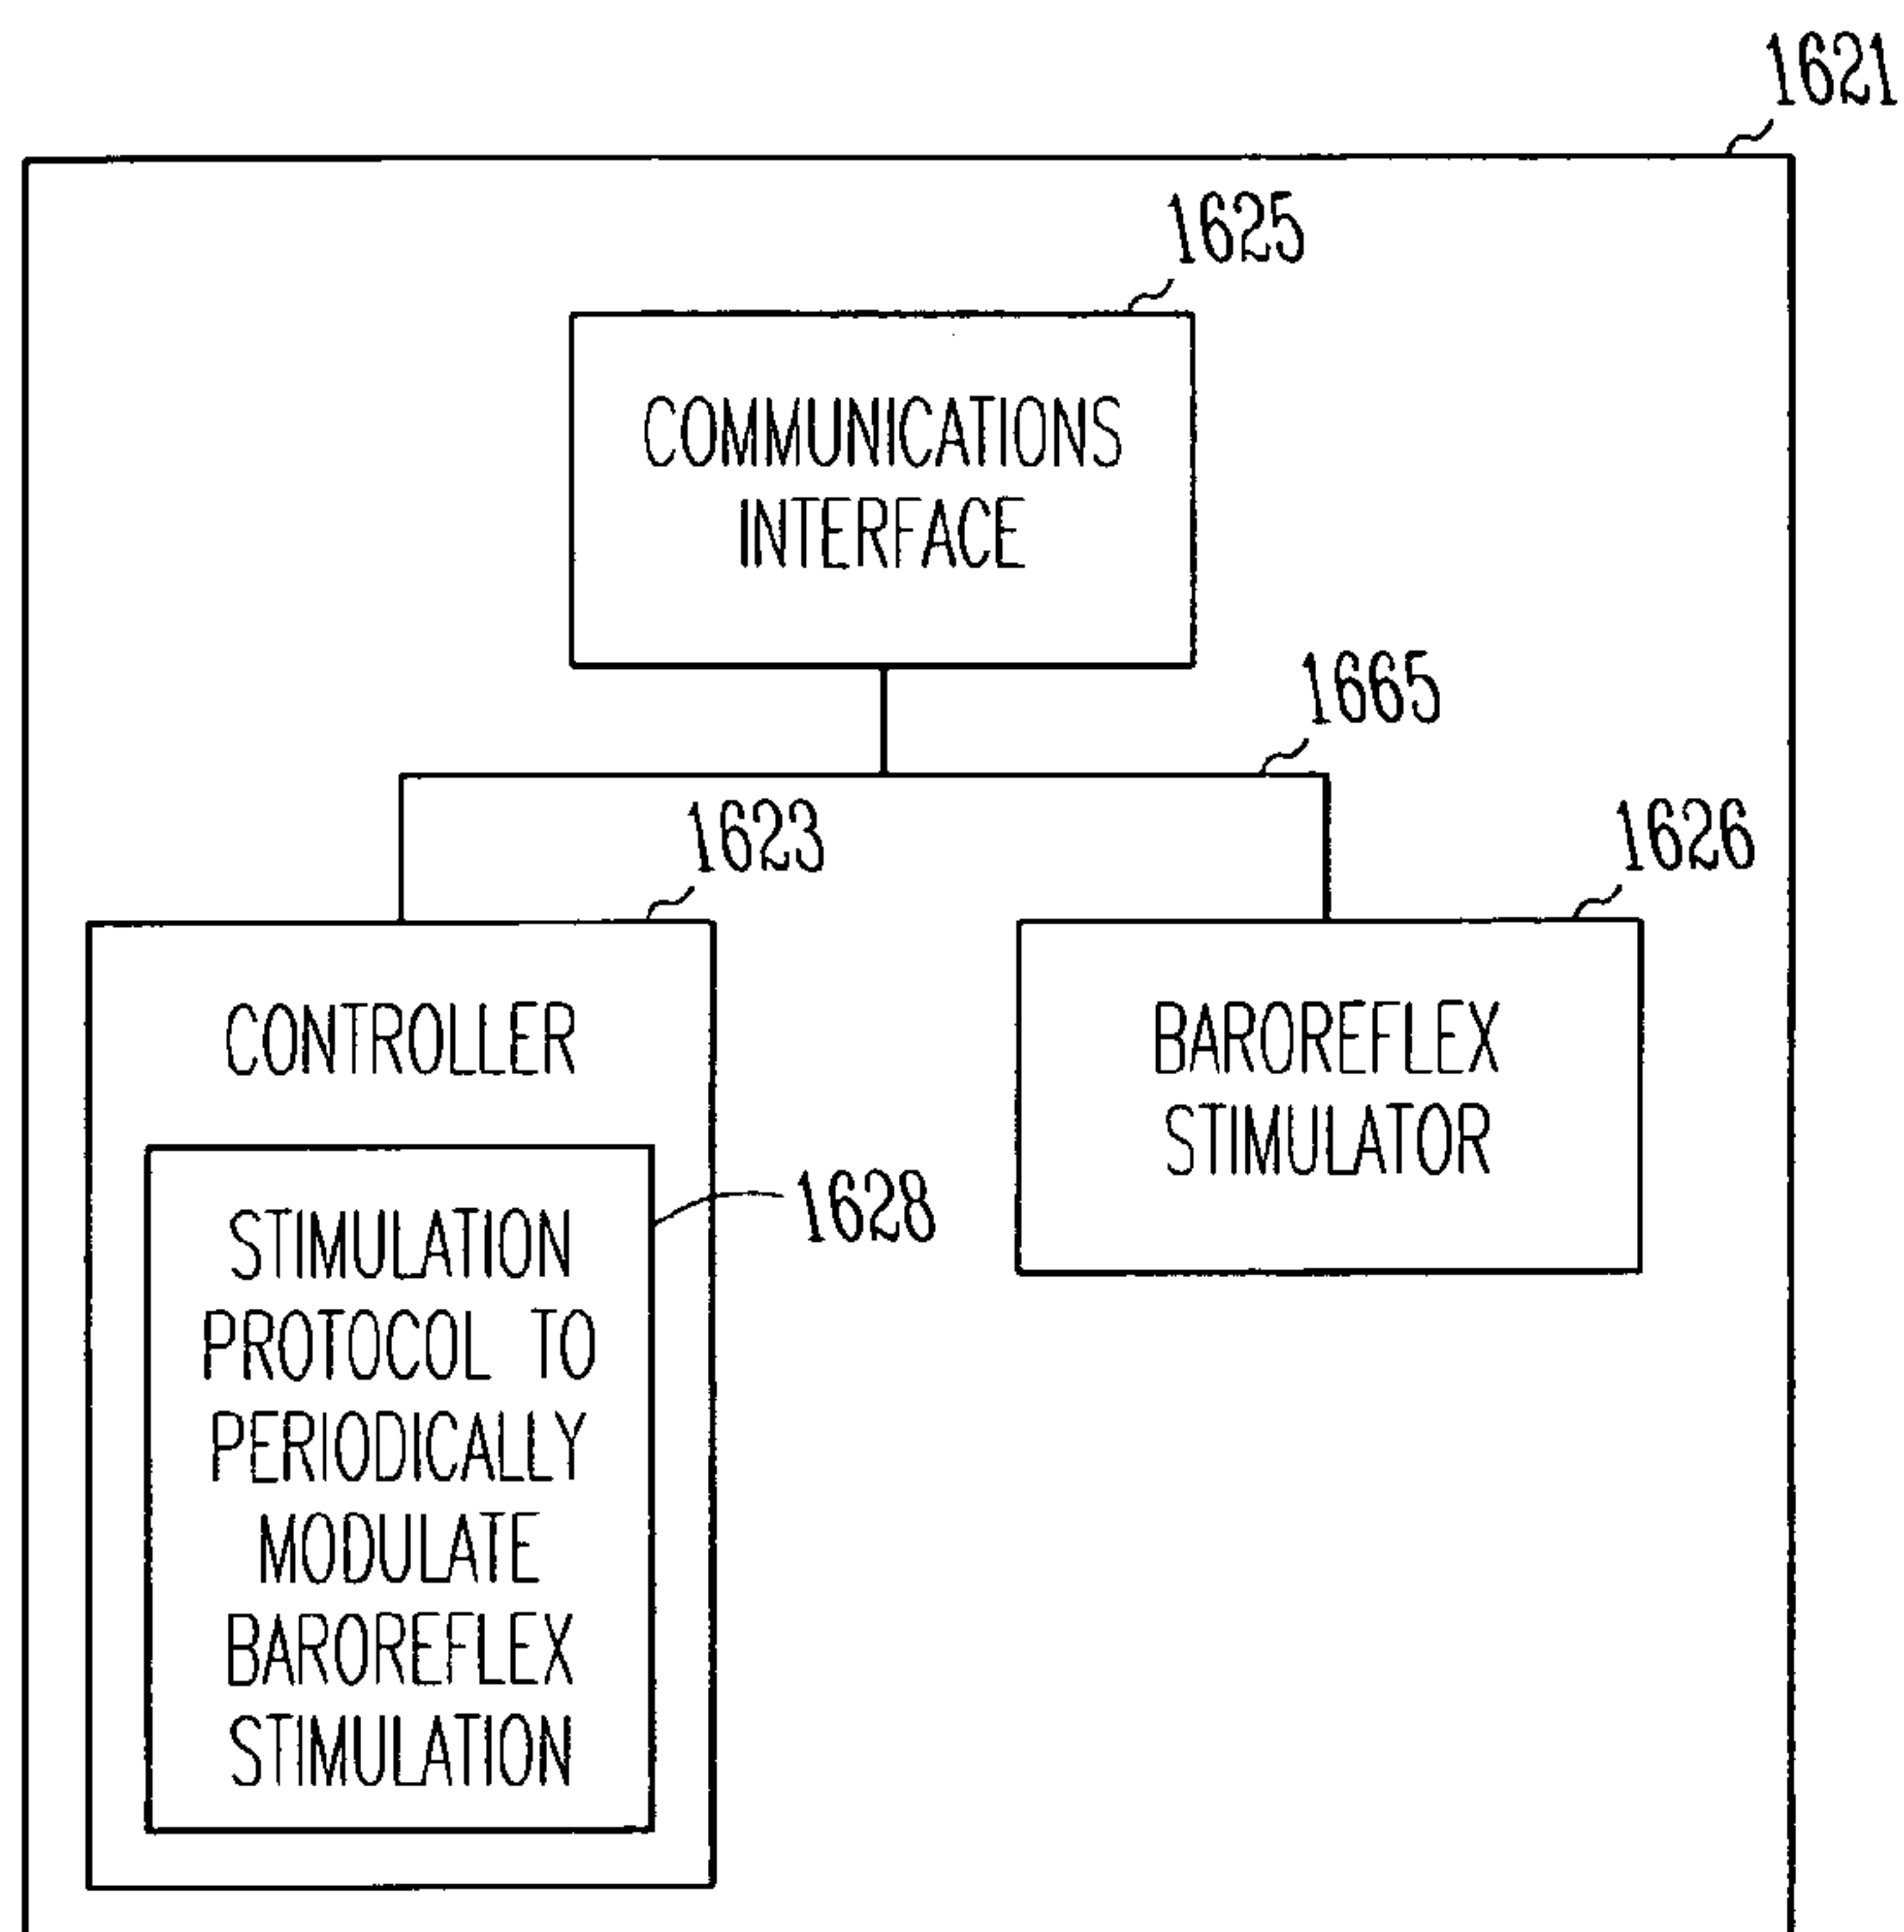 1621
1625
COMMUNICATIONS
INTERFACE
1665
1623
1626
CONTROLLER
BAROREFLEX
STIMULATOR
1628
STIMULATION
PROTOCOL TO
PERIODICALLY
MODULATE
BAROREFLEX
STIMULATION